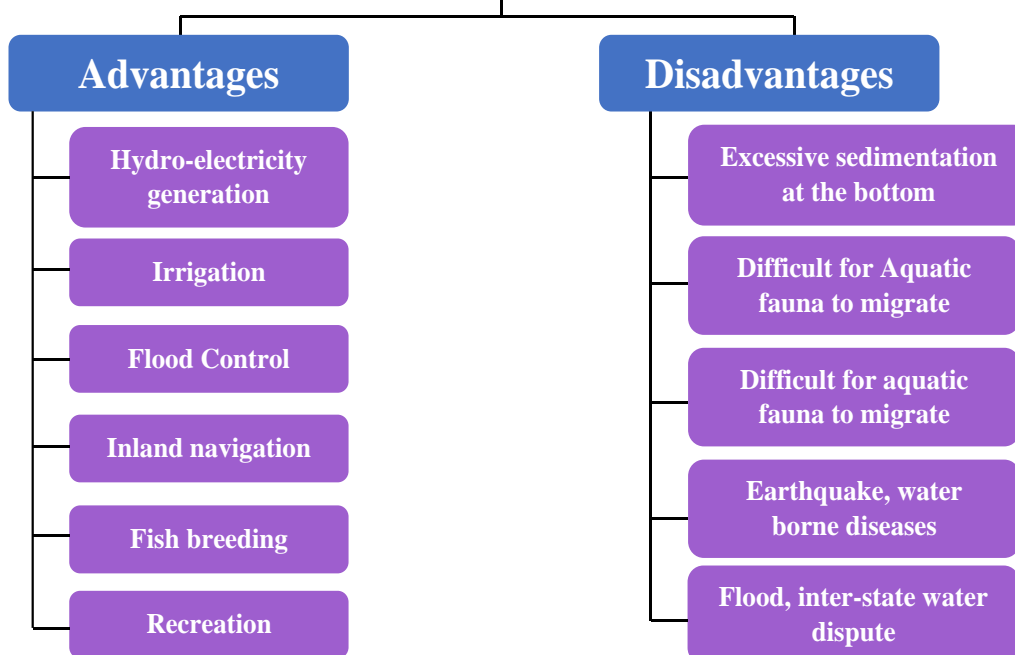 Advantages
Hydro-electricity
generation
Irrigation
Flood Control
Inland navigation
Fish breeding
Recreation
Disadvantages
Excessive sedimentation
at the bottom
Difficult for Aquatic
fauna to migrate
Difficult for aquatic
fauna to migrate
Earthquake, water
borne diseases
Flood, inter-state water
dispute